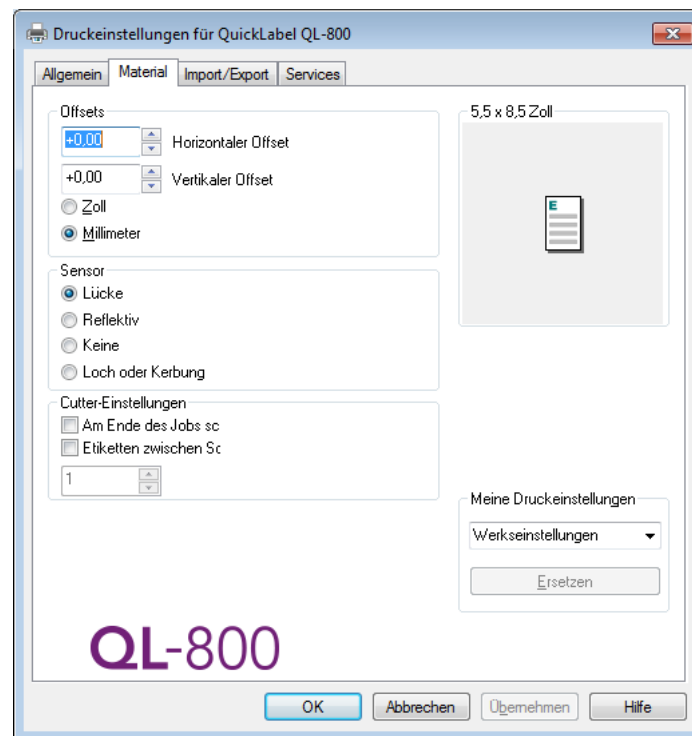 Druckeinstellungen für QuickLabel QL-800
Allgemein Material Import/Export Services
Offsets
+0,00 Horizontaler Offset
+0,00 Vertikaler Offset
Zoll
Millimeter
Sensor
Lücke
Reflektiv
Keine
Loch oder Kerbung
Cutter-Einstellungen
Am Ende des Jobs sc
Etiketten zwischen Sc
1
5,5 x 8,5 Zoll
E
Meine Druckeinstellungen
Werkseinstellungen
Ersetzen
QL-800
OK Abbrechen Übernehmen Hilfe